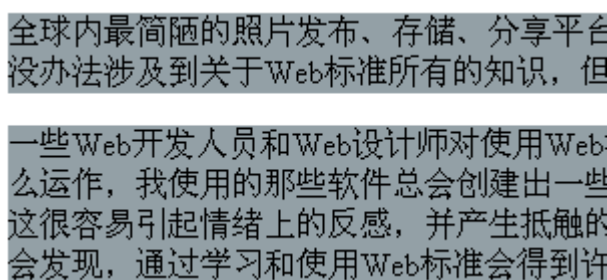 全球内最简陋的照片发布、存储、分享平台
没办法涉及到关于Web标准所有的知识，但
一些Web开发人员和Web设计师对使用Web
么运作，我使用的那些软件总会创建出一些
这很容易引起情绪上的反感，并产生抵触的
会发现，通过学习和使用Web标准会得到许